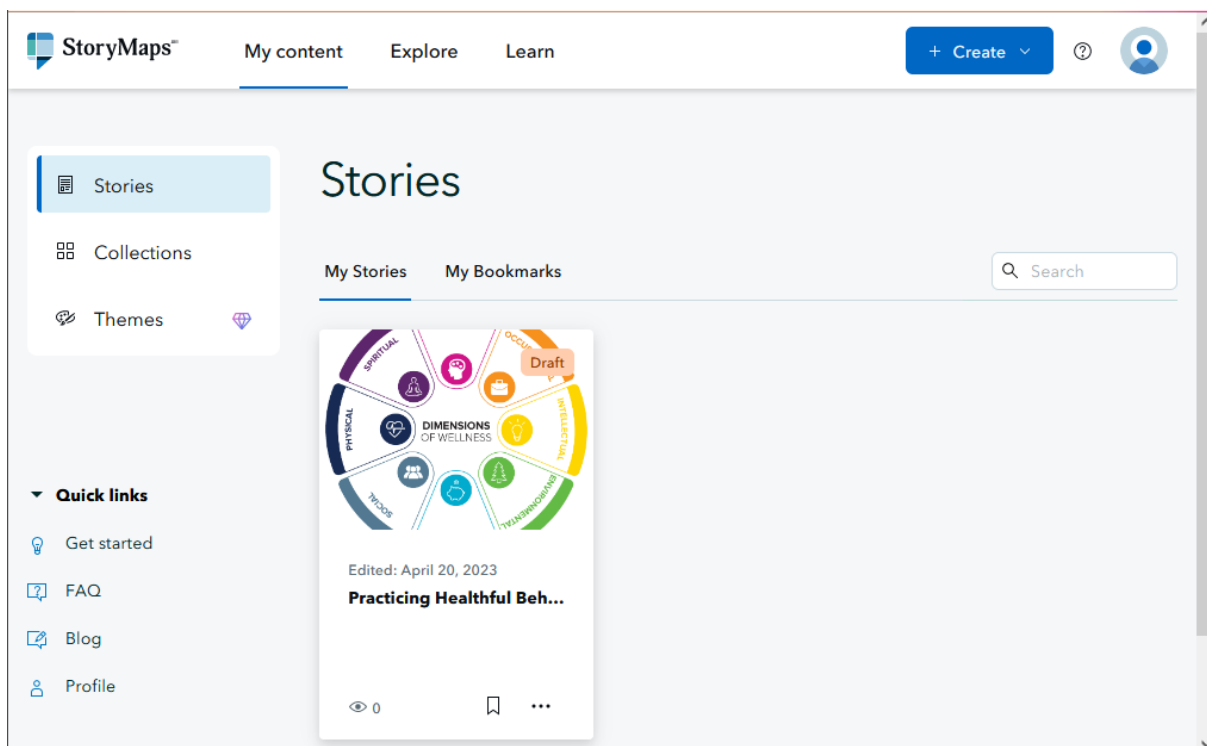 StoryMaps
My content
Explore
Learn
+ Create
Stories
Collections
Themes
Quick links
Get started
FAQ
Blog
Profile
Stories
My Stories
My Bookmarks
Search
Draft
SPIRITUAL
PHYSICAL
SOCIAL
ENVIRONMENTAL
INTELLECTUAL
DIMENSIONS
OF WELLNESS
Edited: April 20, 2023
Practicing Healthful Beh...
0